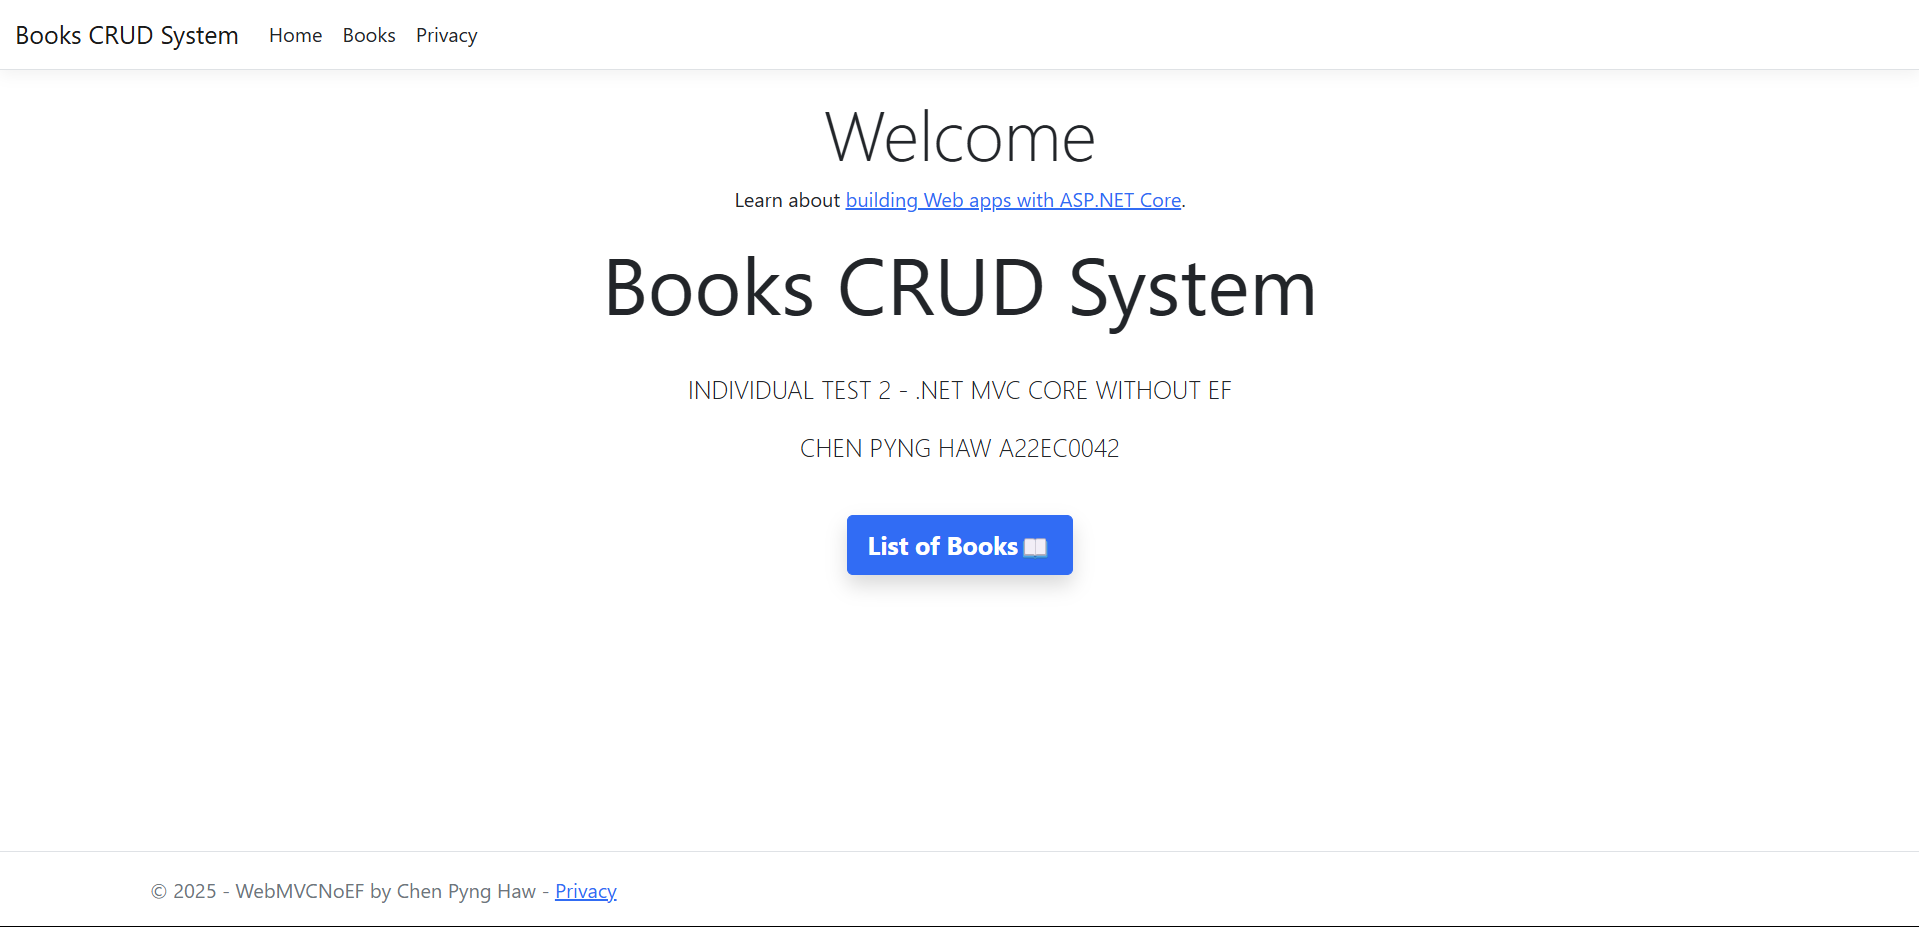 Books CRUD System Home Books Privacy
Welcome
Learn about building Web apps with ASP.NET Core.
Books CRUD System
INDIVIDUAL TEST 2 - .NET MVC CORE WITHOUT EF
CHEN PYNG HAW A22EC0042
List of Books 📖
© 2025 - WebMVCNoEF by Chen Pyng Haw - Privacy